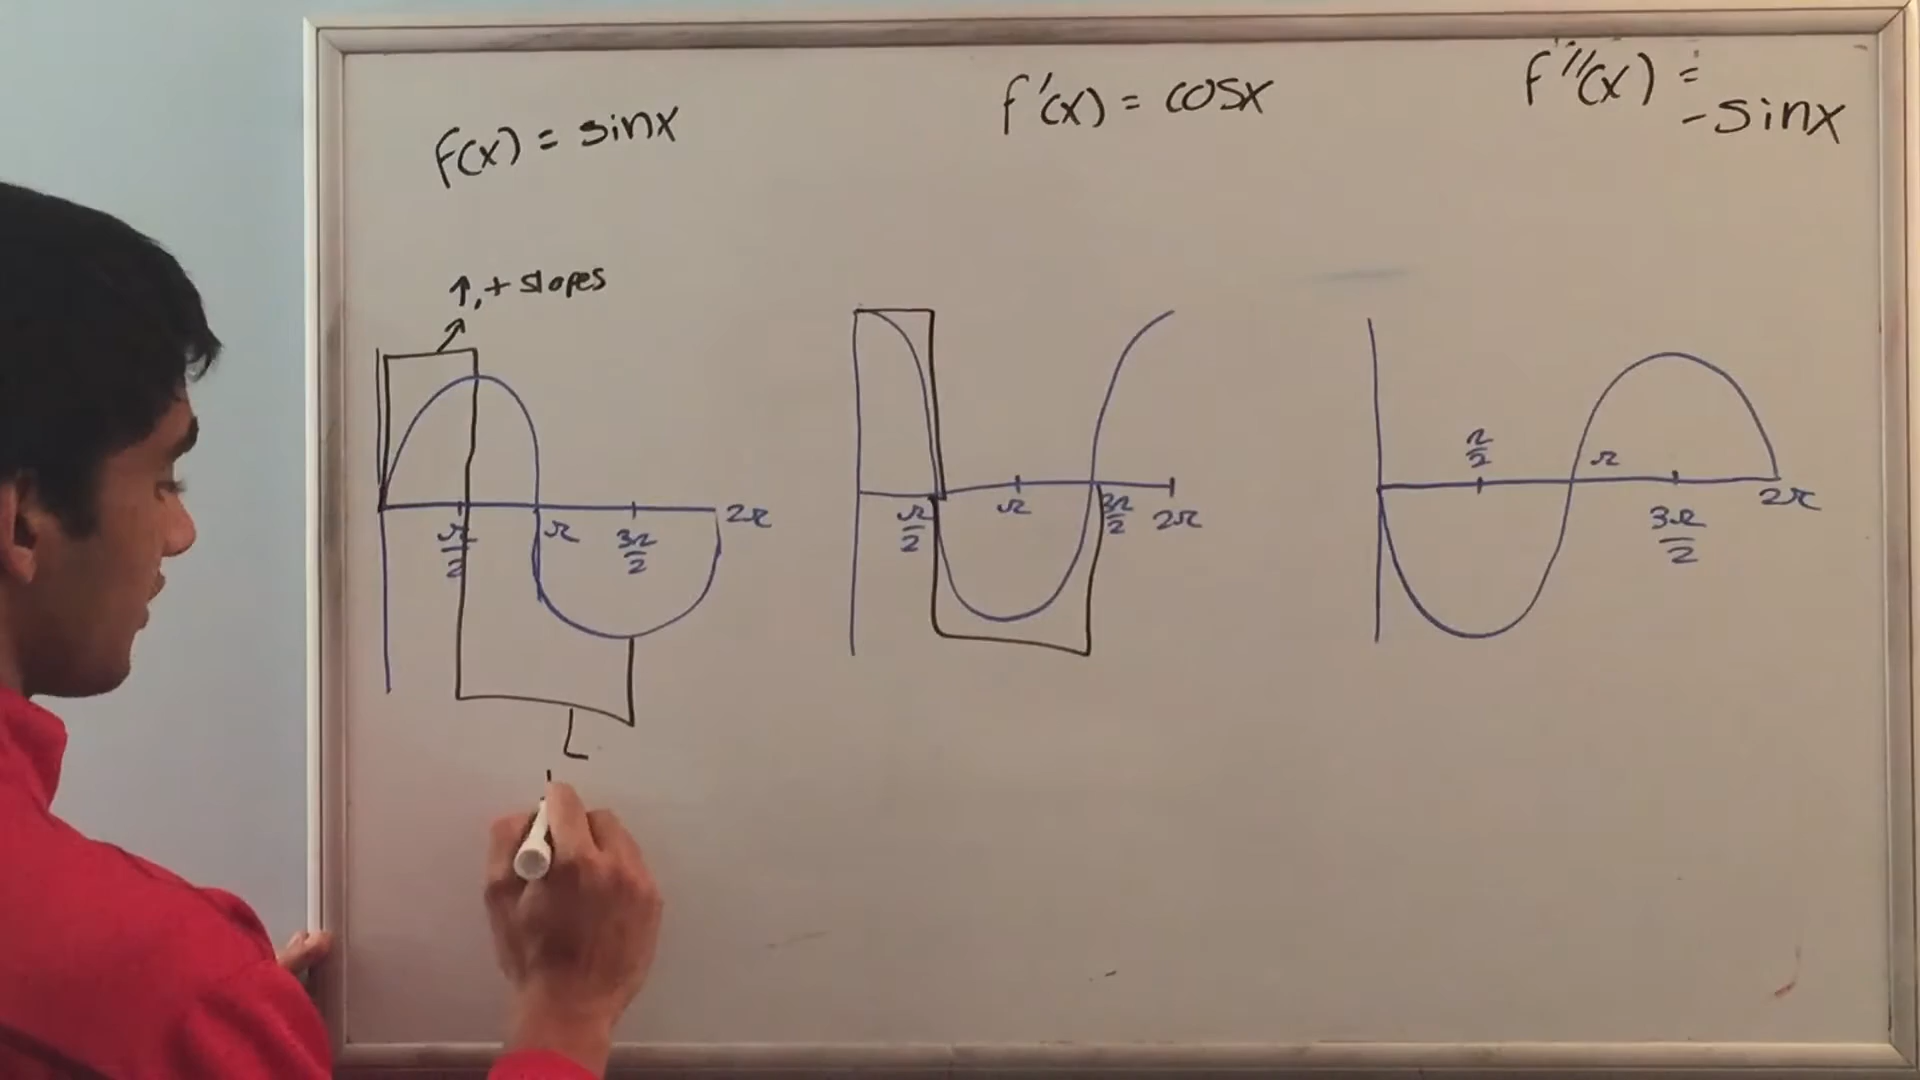 f(x) = sinx
f'(x) = cosx
f''(x) =
-sinx
↑, + slopes
π/2
π
3π/2
2π
π/2
π
3π/2
2π
π/2
π
3π/2
2π